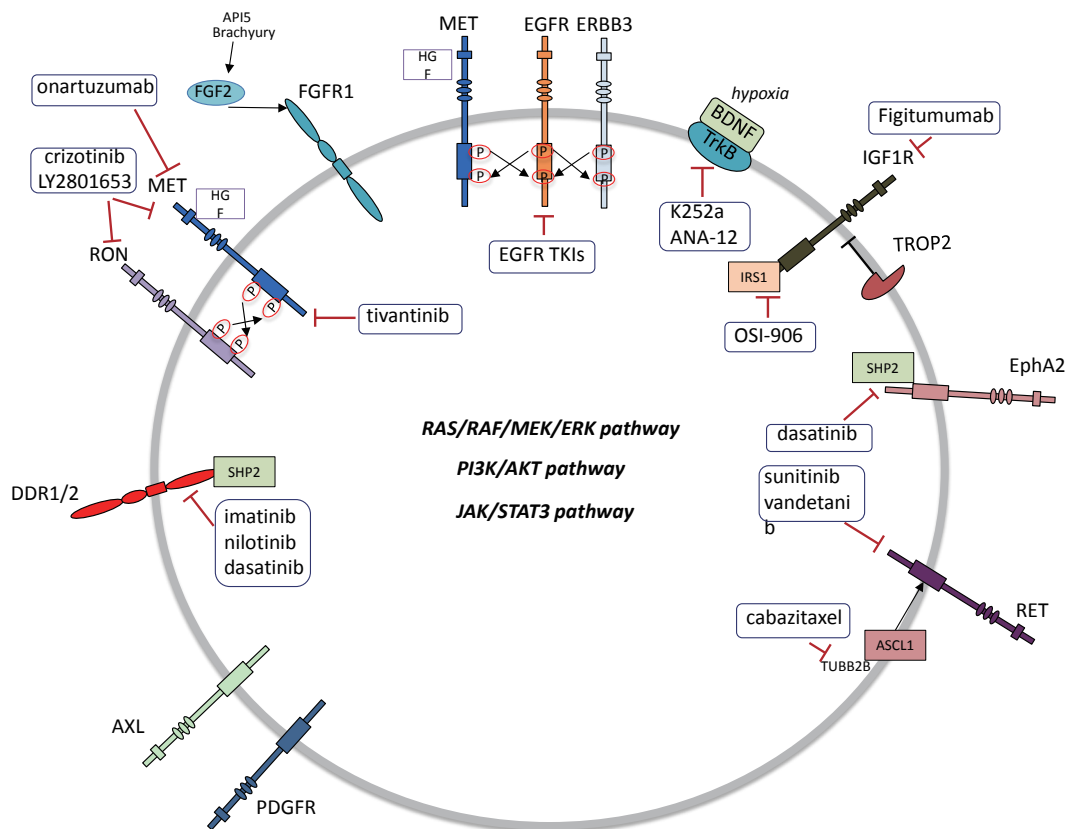 API5
Brachyury
FGF2
FGFR1
onartuzumab
crizotinib
LY2801653
MET
HG
F
RON
P
P
P
P
tivantinib
MET
EGFR
ERBB3
HG
F
P
P
P
P
P
P
EGFR TKIs
hypoxia
BDNF
TrkB
K252a
ANA-12
Figitumumab
IGF1R
IRS1
TROP2
OSI-906
SHP2
EphA2
dasatinib
RAS/RAF/MEK/ERK pathway
PI3K/AKT pathway
JAK/STAT3 pathway
DDR1/2
SHP2
imatinib
nilotinib
dasatinib
sunitinib
vandetani
b
RET
cabazitaxel
TUBB2B
ASCL1
AXL
PDGFR